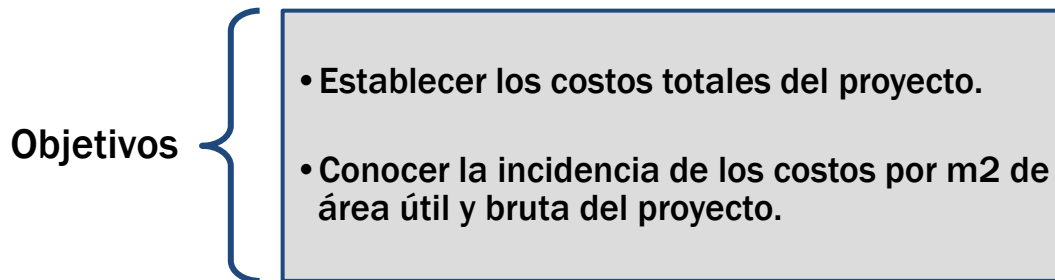 Objetivos
• Establecer los costos totales del proyecto.
• Conocer la incidencia de los costos por m2 de
área útil y bruta del proyecto.